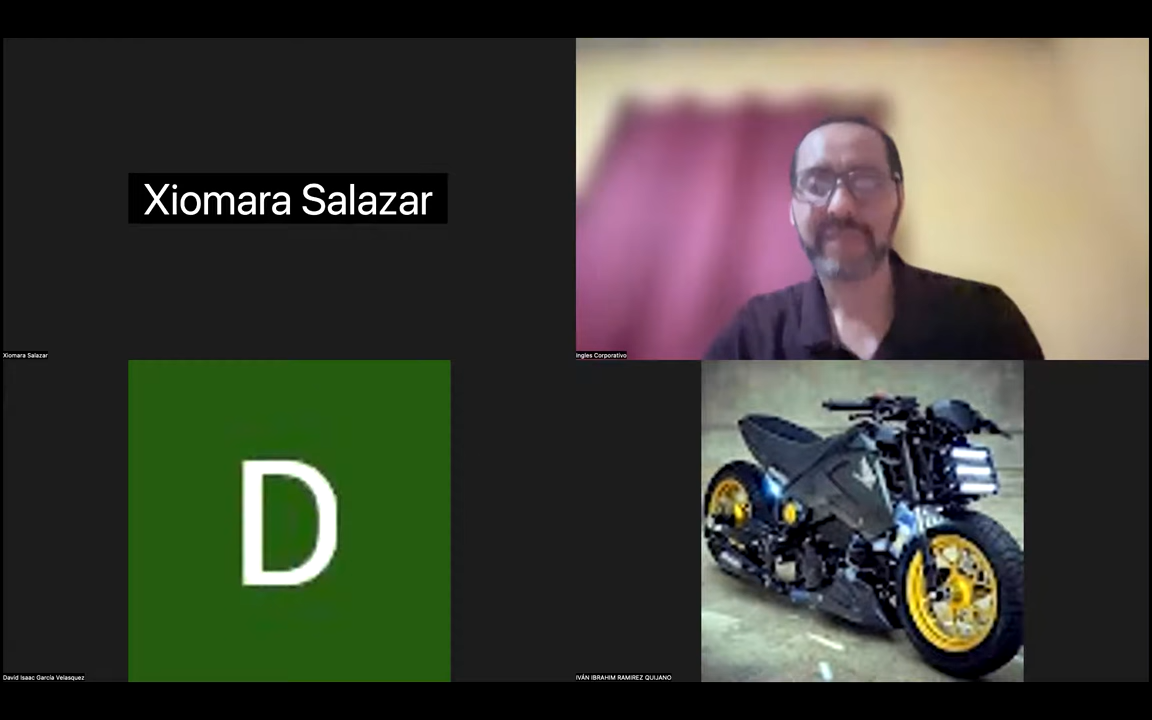 Xiomara Salazar
Xiomara Salazar
Ingles Corporativo
D
David Isaac García Velasquez
IVÁN IBRAHIM RAMIREZ QUIJANO